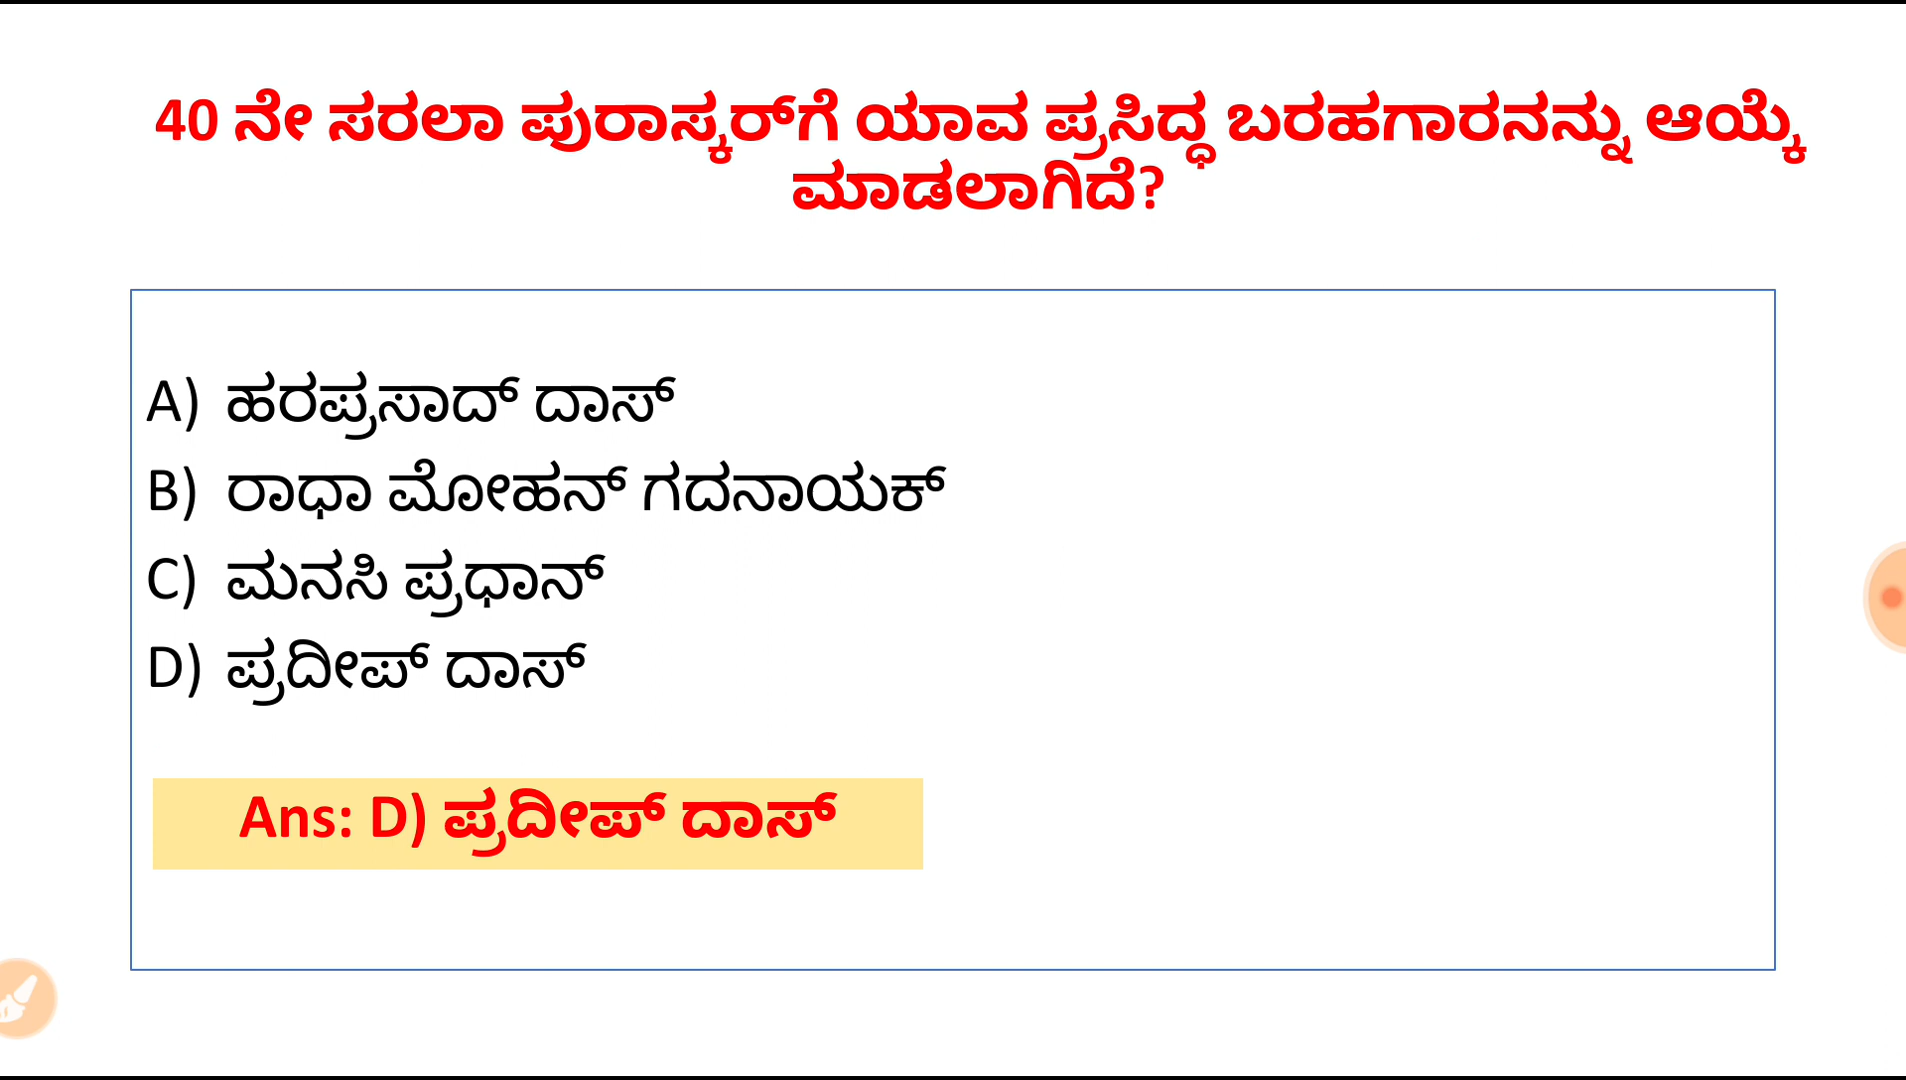 40 ನೇ ಸರಲಾ ಪುರಾಸ್ಕರ್‌ಗೆ ಯಾವ ಪ್ರಸಿದ್ಧ ಬರಹಗಾರನನ್ನು ಆಯ್ಕೆ
ಮಾಡಲಾಗಿದೆ?
A) ಹರಪ್ರಸಾದ್ ದಾಸ್
B) ರಾಧಾ ಮೋಹನ್ ಗದನಾಯಕ್
C) ಮನಸಿ ಪ್ರಧಾನ್
D) ಪ್ರದೀಪ್ ದಾಸ್
Ans: D) ಪ್ರದೀಪ್ ದಾಸ್